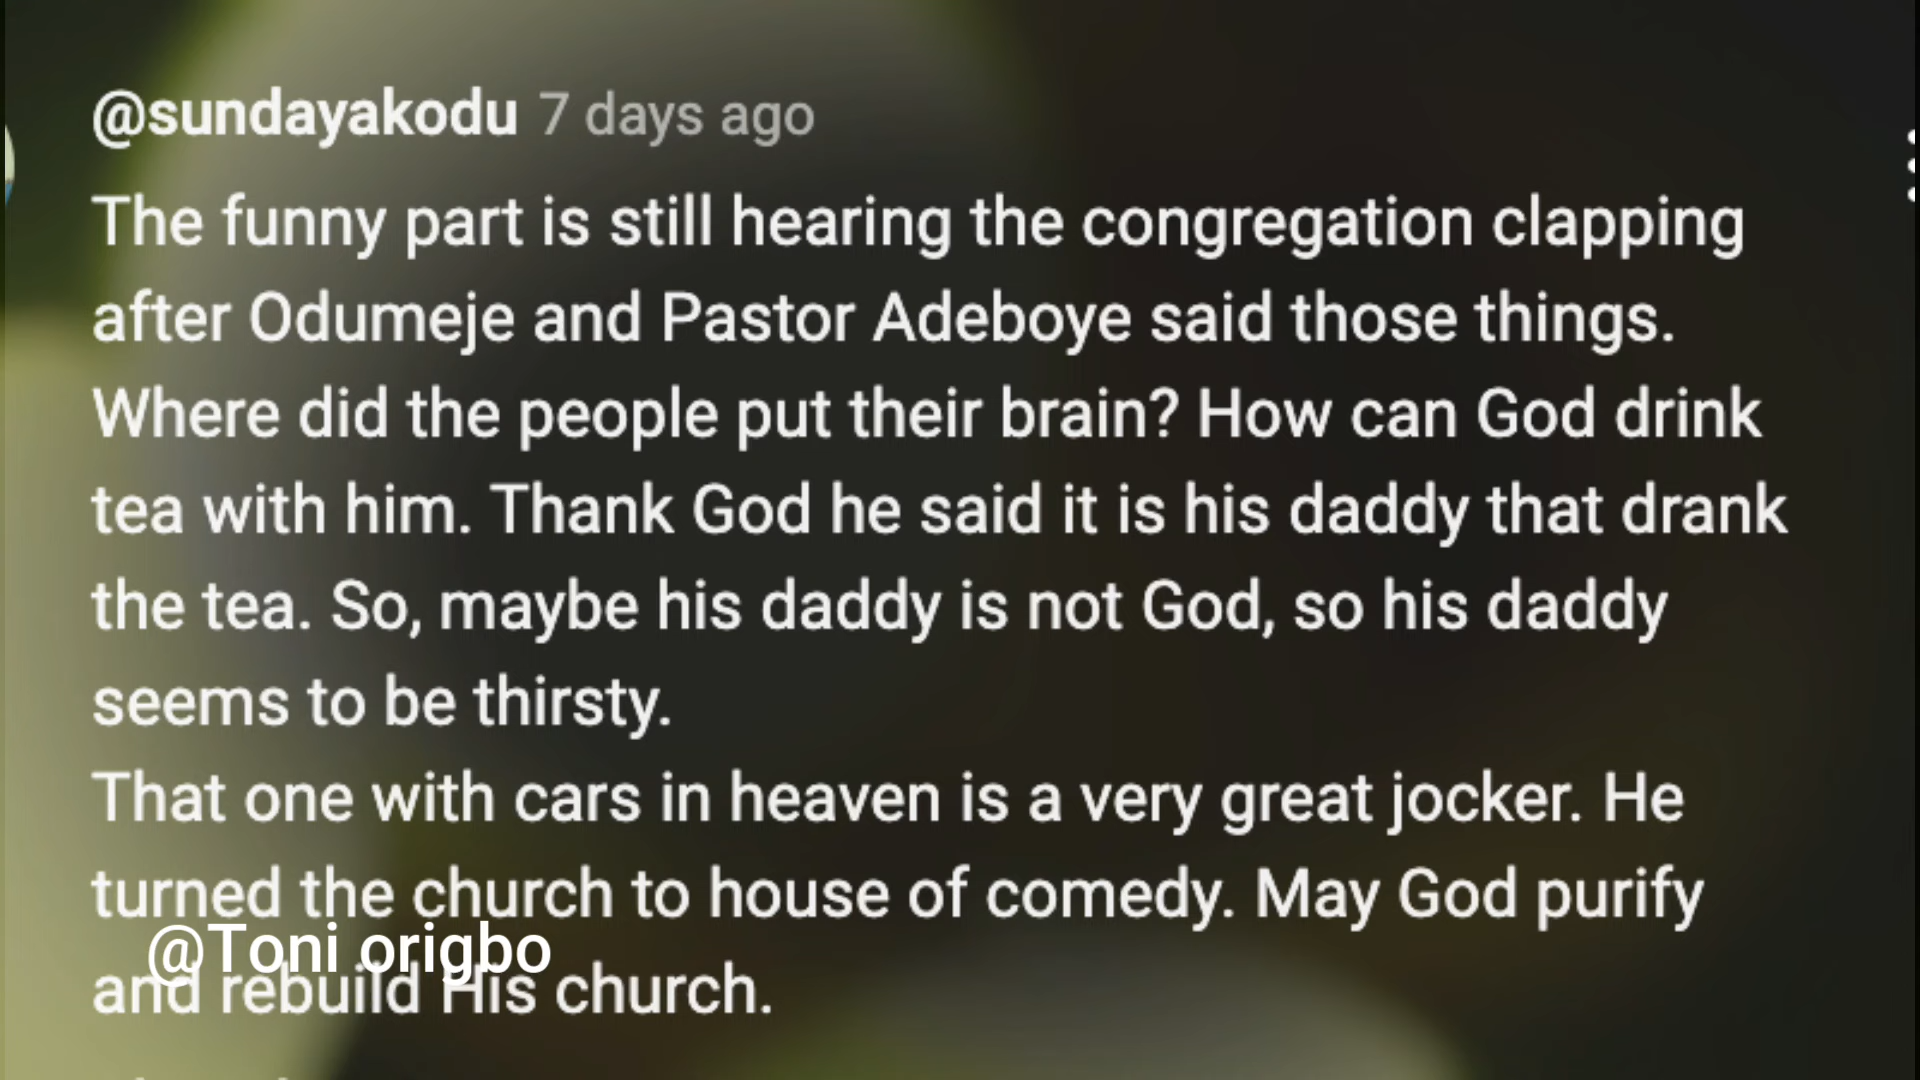 @sundayakodu 7 days ago
The funny part is still hearing the congregation clapping
after Odumeje and Pastor Adeboye said those things.
Where did the people put their brain? How can God drink
tea with him. Thank God he said it is his daddy that drank
the tea. So, maybe his daddy is not God, so his daddy
seems to be thirsty.
That one with cars in heaven is a very great jocker. He
turned the church to house of comedy. May God purify
@Toni origbo
and rebuild His church.